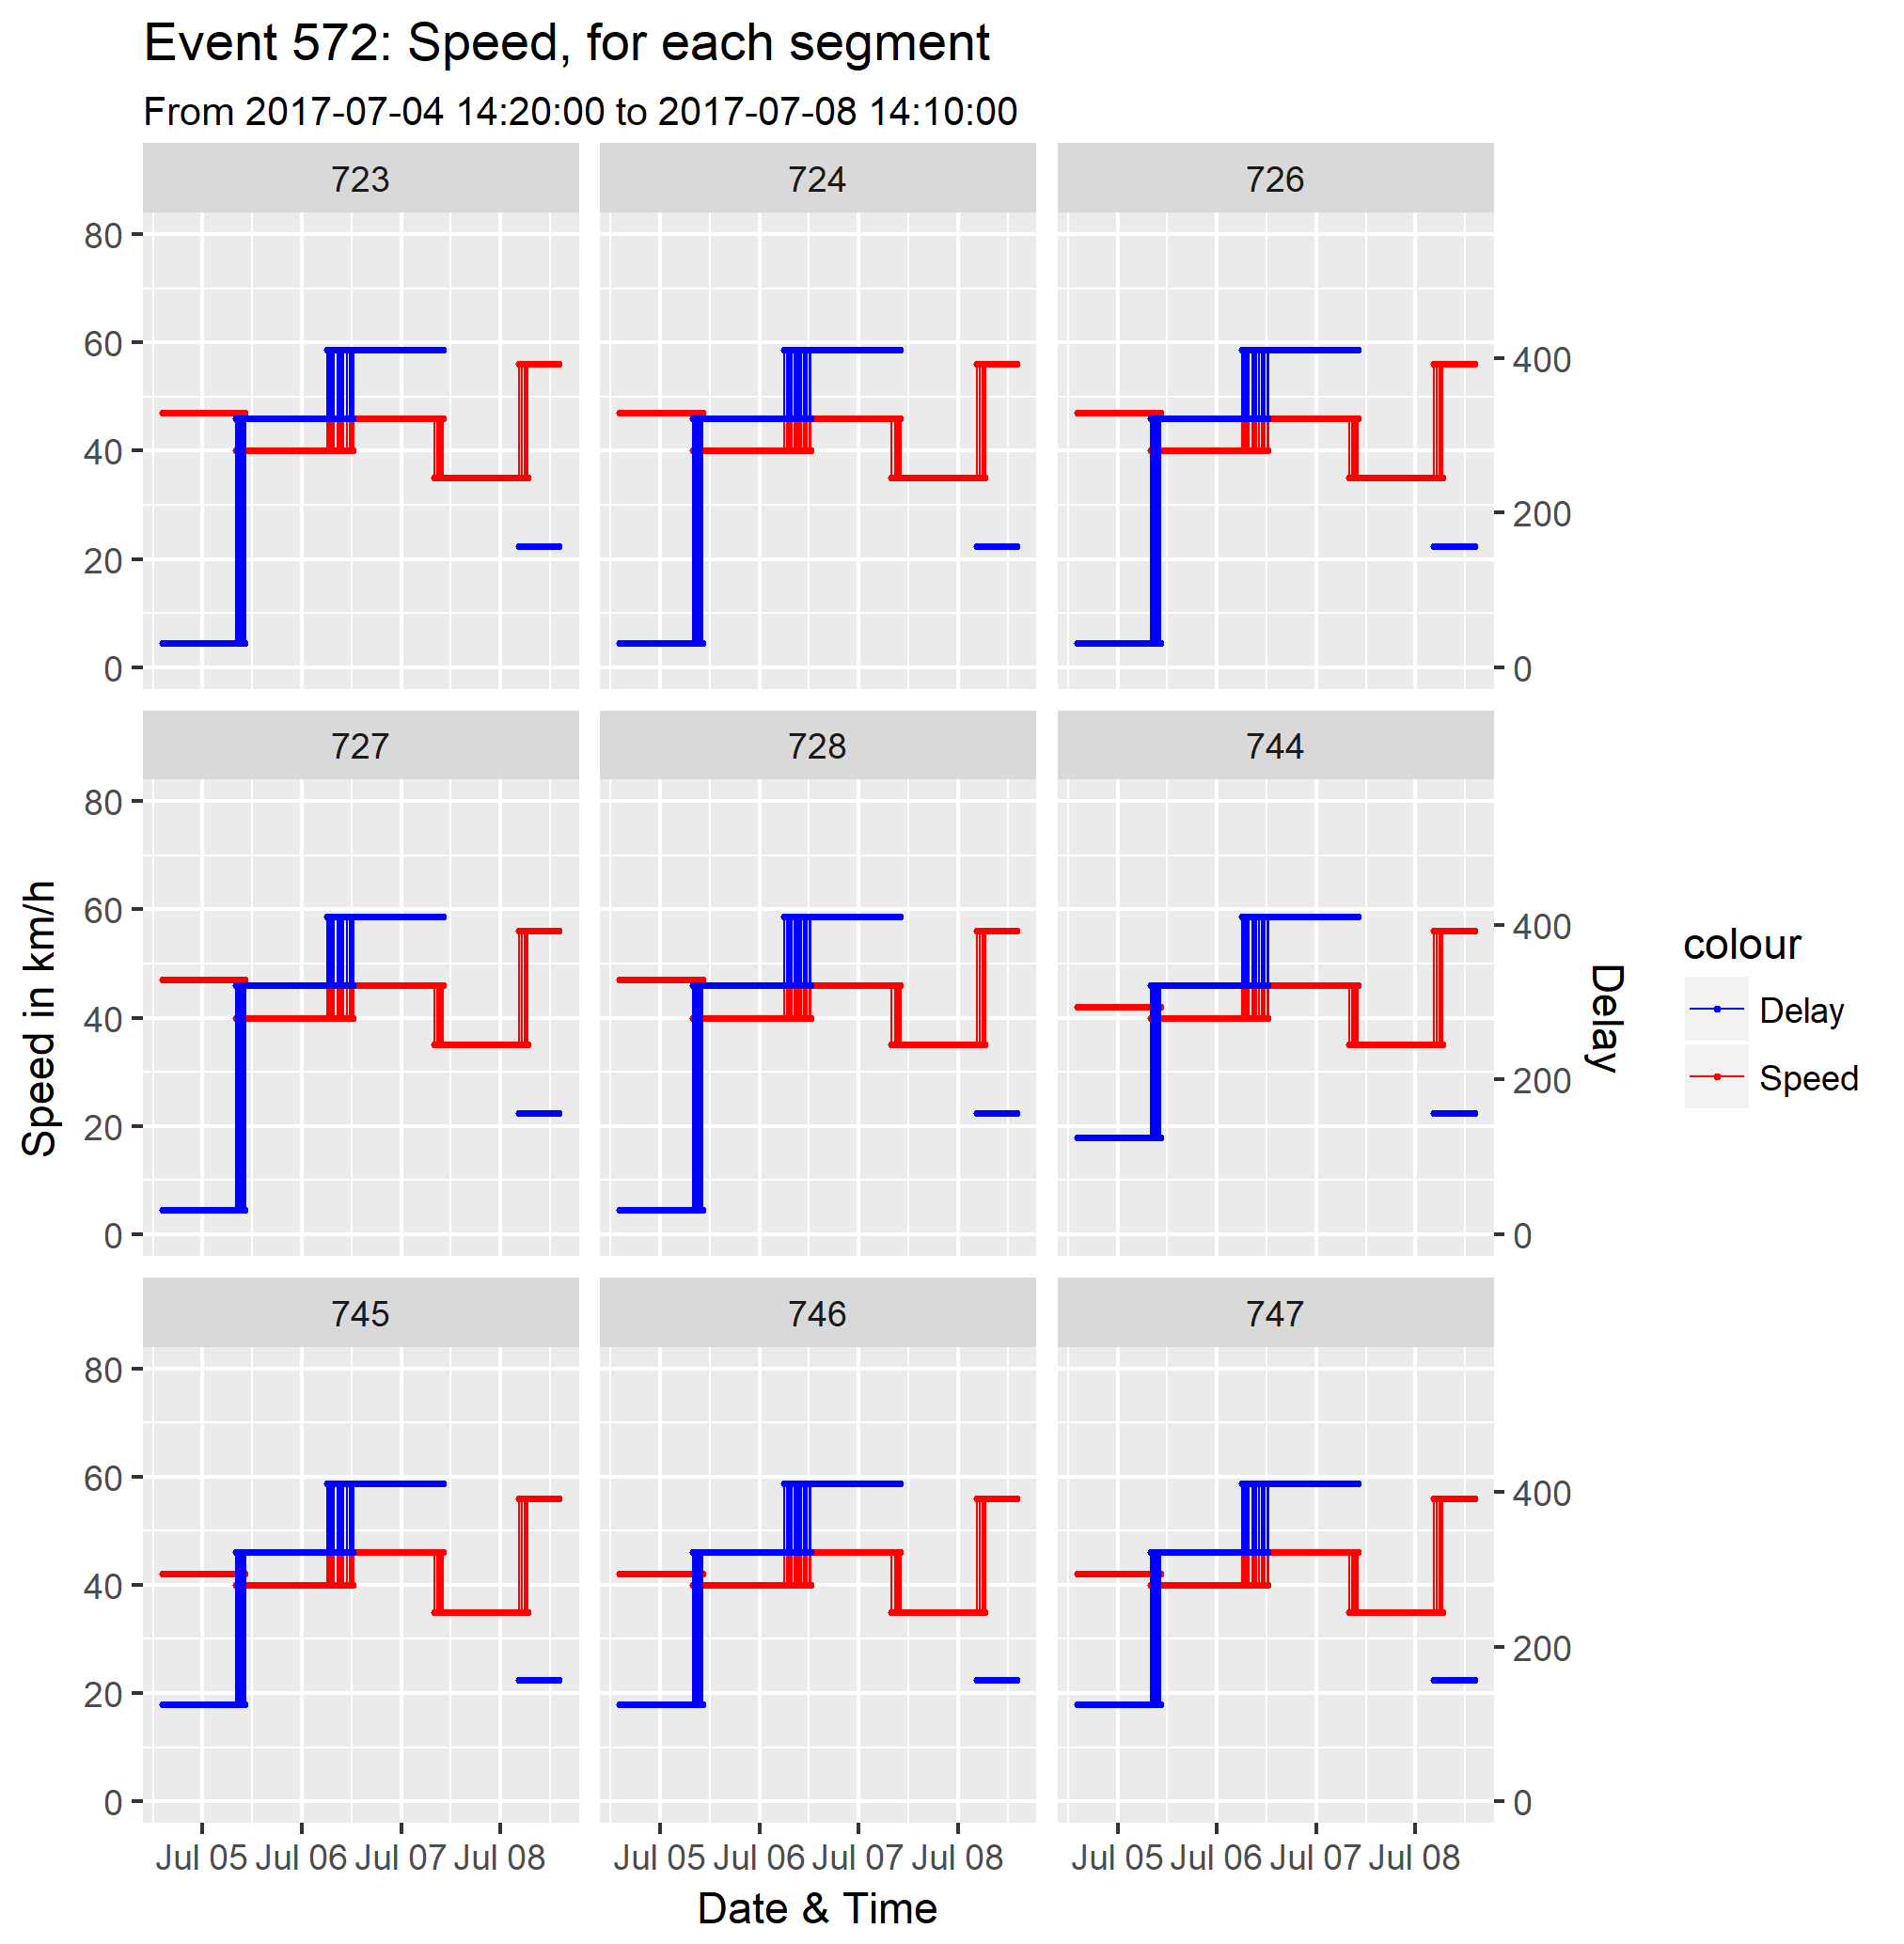 Event 572: Speed, for each segment
From 2017-07-04 14:20:00 to 2017-07-08 14:10:00
723 724 726
80
60
40
20
0
400
200
0
727 728 744
80
60
40
20
0
400
200
0
745 746 747
80
60
40
20
0
400
200
0
Jul 05 Jul 06 Jul 07 Jul 08 Jul 05 Jul 06 Jul 07 Jul 08 Jul 05 Jul 06 Jul 07 Jul 08
Date & Time
Speed in km/h
Delay
colour
Delay
Speed